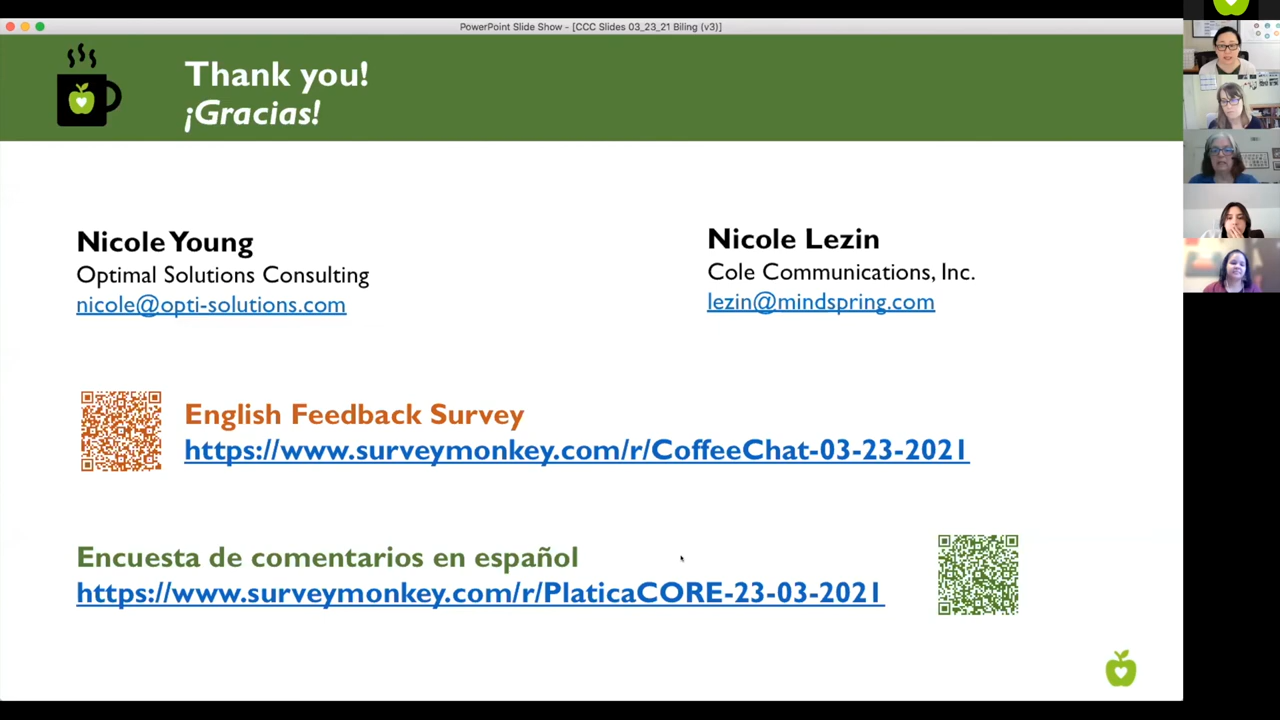 PowerPoint Slide Show - [CCC Slides 03_23_21 Biling (v3)]
Thank you!
¡Gracias!
Nicole Young
Optimal Solutions Consulting
nicole@opti-solutions.com
Nicole Lezin
Cole Communications, Inc.
lezin@mindspring.com
English Feedback Survey
https://www.surveymonkey.com/r/CoffeeChat-03-23-2021
Encuesta de comentarios en español
https://www.surveymonkey.com/r/PlaticaCORE-23-03-2021